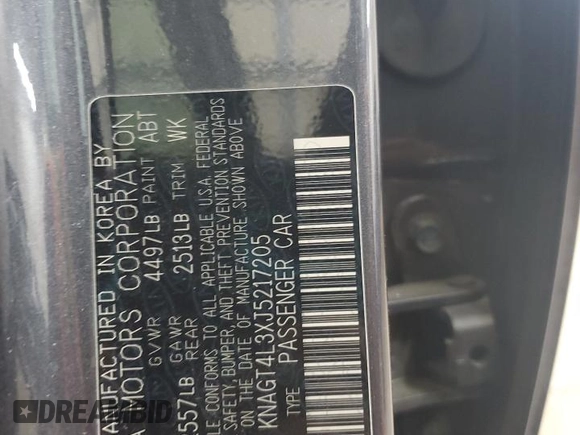 MANUFACTURED IN KOREA BY
MOTORS CORPORATION
GVWR 4497LB PAINT ABT
557LB GAWR REAR 2513LB TRIM WK
CLE CONFORMS TO ALL APPLICABLE U.S.A. FEDERAL
SAFETY, BUMPER, AND THEFT PREVENTION STANDARDS
ON THE DATE OF MANUFACTURE SHOWN ABOVE
KNAGT4L3XJ5217205
TYPE PASSENGER CAR
DREAMBID